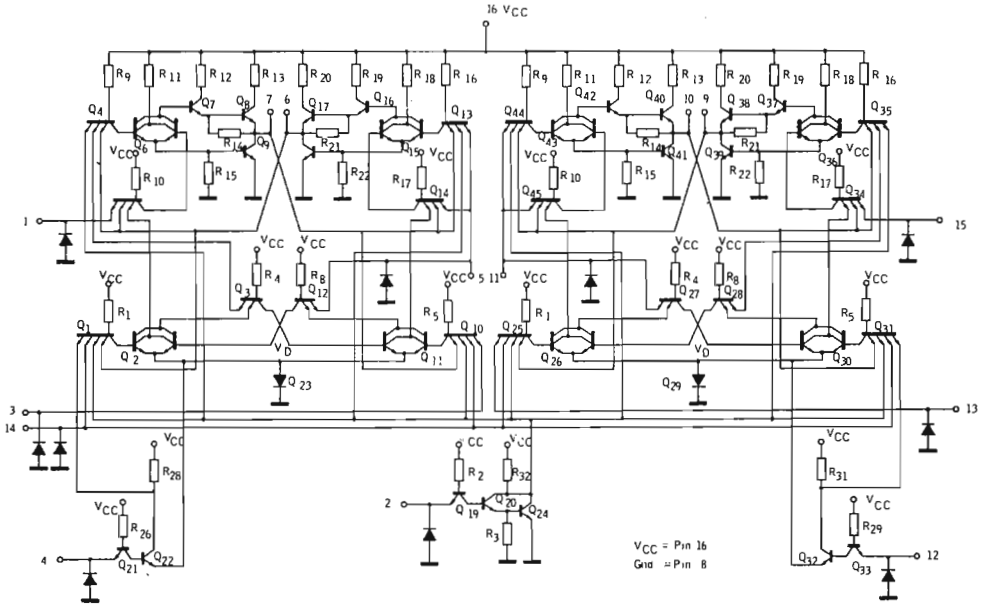 16 VCC
R9 R11 R12 R13 R20 R19 R18 R16 R9 R11 R12 R13 R20 R19 R18 R16
Q4 Q7 Q8 7 6 Q17 Q16 Q13 Q44 Q42 Q40 10 9 Q38 Q37 Q35
Q6 R14 Q9 R21 Q15 Q43 R14 Q41 Q39 R21 Q36
VCC R15 R22 VCC VCC R15 R22 VCC
R10 R17 Q14 Q45 R10 R17 Q34
1 15
VCC VCC VCC 5 11 VCC VCC VCC VCC
VCC R4 R8 R4 R8
Q3 Q12 Q27 Q28
Q1 R1 R5 Q10 Q25 R1 R5 Q31
Q2 VD Q11 Q26 VD Q30
Q23 Q29
3 13
14
VCC CC VCC VCC
R28 R2 R32 R31
VCC 2 Q19 Q20 Q24 VCC
R26 R3 R29
4 Q21 Q22 Q32 Q33 12
VCC = Pin 16
Gnd = Pin 8